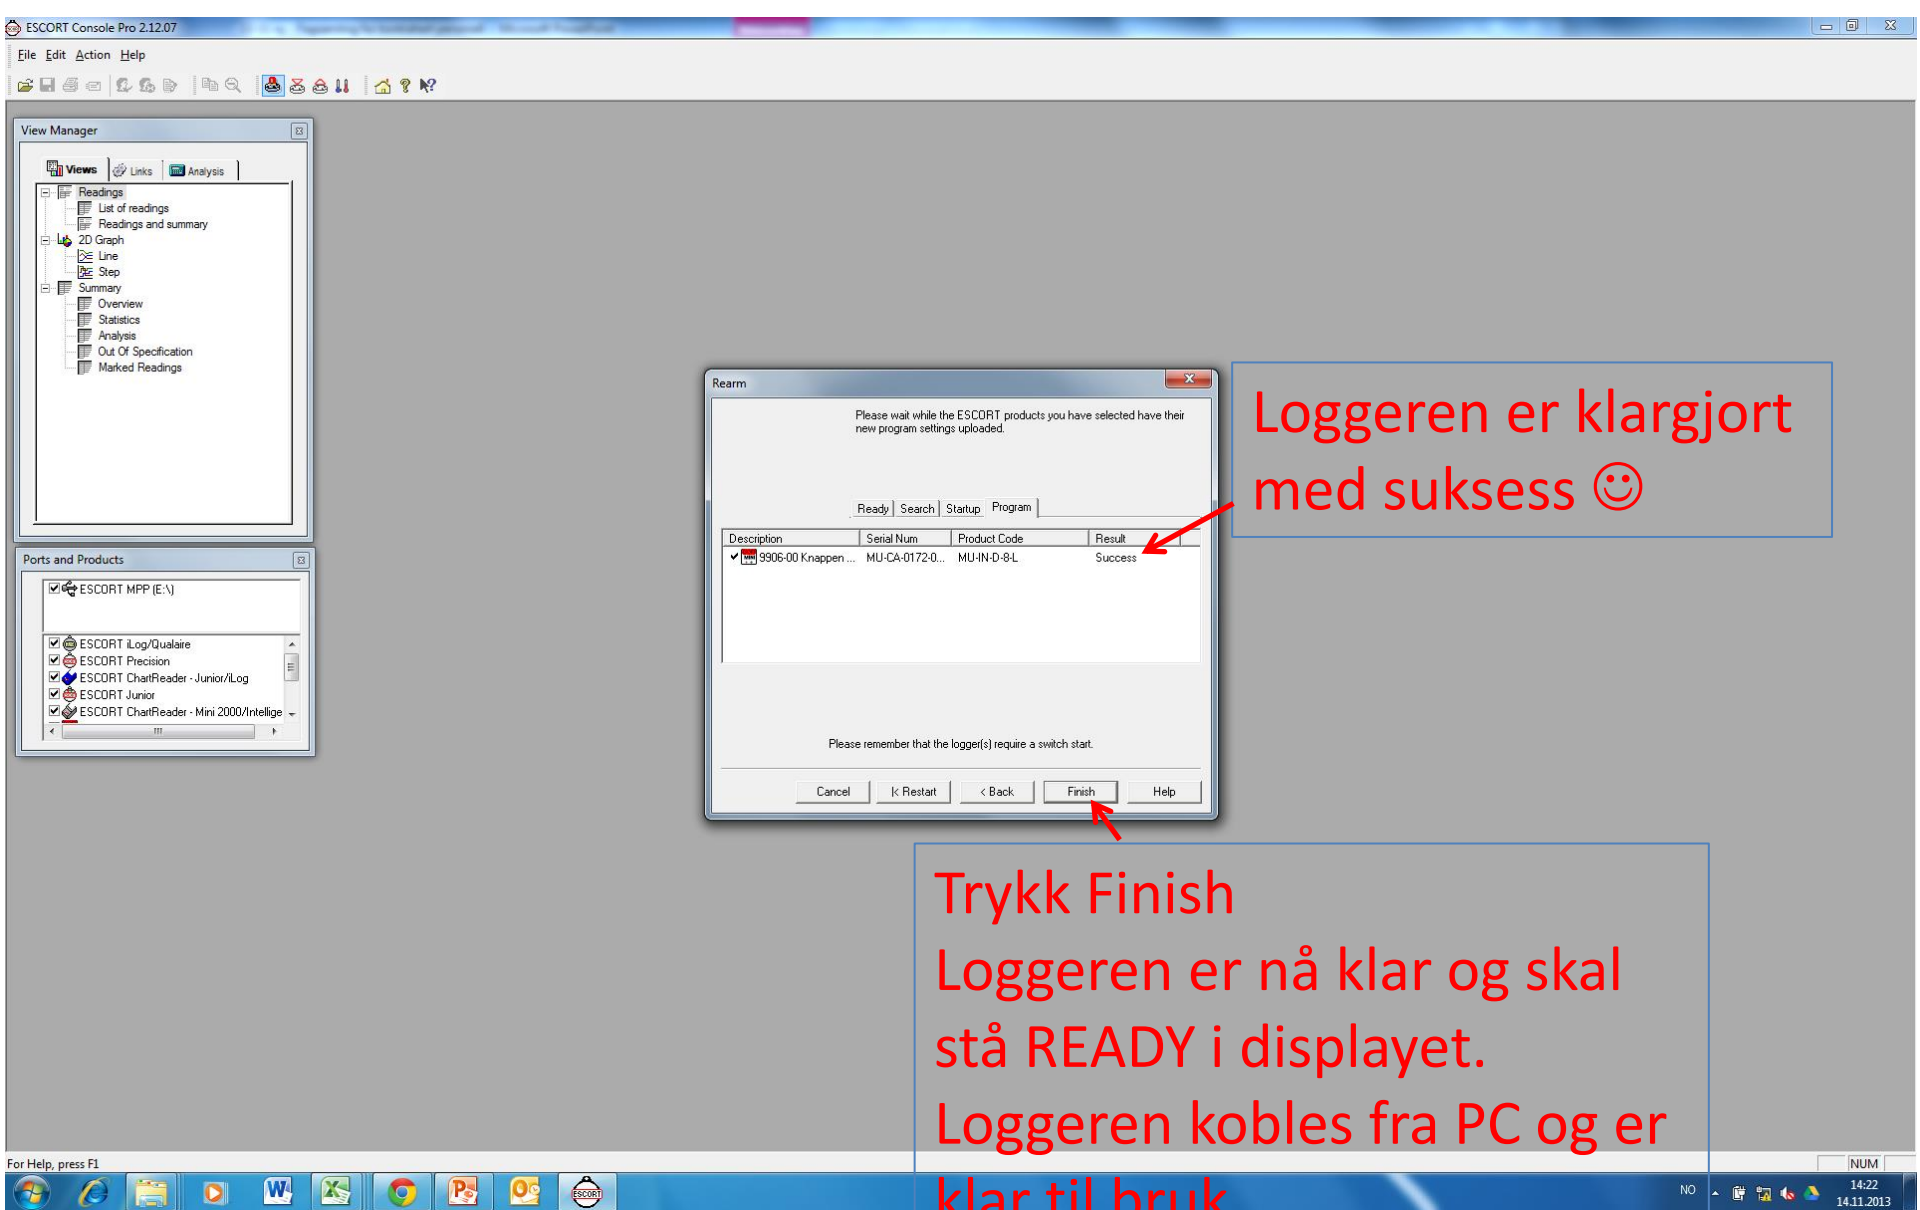 ESCORT Console Pro 2.12.07
File Edit Action Help
View Manager
Views Links Analysis
Readings
List of readings
Readings and summary
2D Graph
Line
Step
Summary
Overview
Statistics
Analysis
Out Of Specification
Marked Readings
Ports and Products
ESCORT MPP (E:\)
ESCORT iLog/Qualaire
ESCORT Precision
ESCORT ChartReader - Junior/iLog
ESCORT Junior
ESCORT ChartReader - Mini 2000/Intellige
Rearm
Please wait while the ESCORT products you have selected have their
new program settings uploaded.
Ready Search Startup Program
Description Serial Num Product Code Result
9906-00 Knappen ... MU-CA-0172-0... MU-IN-D-8-L Success
Please remember that the logger(s) require a switch start.
Cancel |< Restart < Back Finish Help
Loggeren er klargjort
med suksess ☺
Trykk Finish
Loggeren er nå klar og skal
stå READY i displayet.
Loggeren kobles fra PC og er
klar til bruk
For Help, press F1
NUM
ESCORT
NO
14:22
14.11.2013